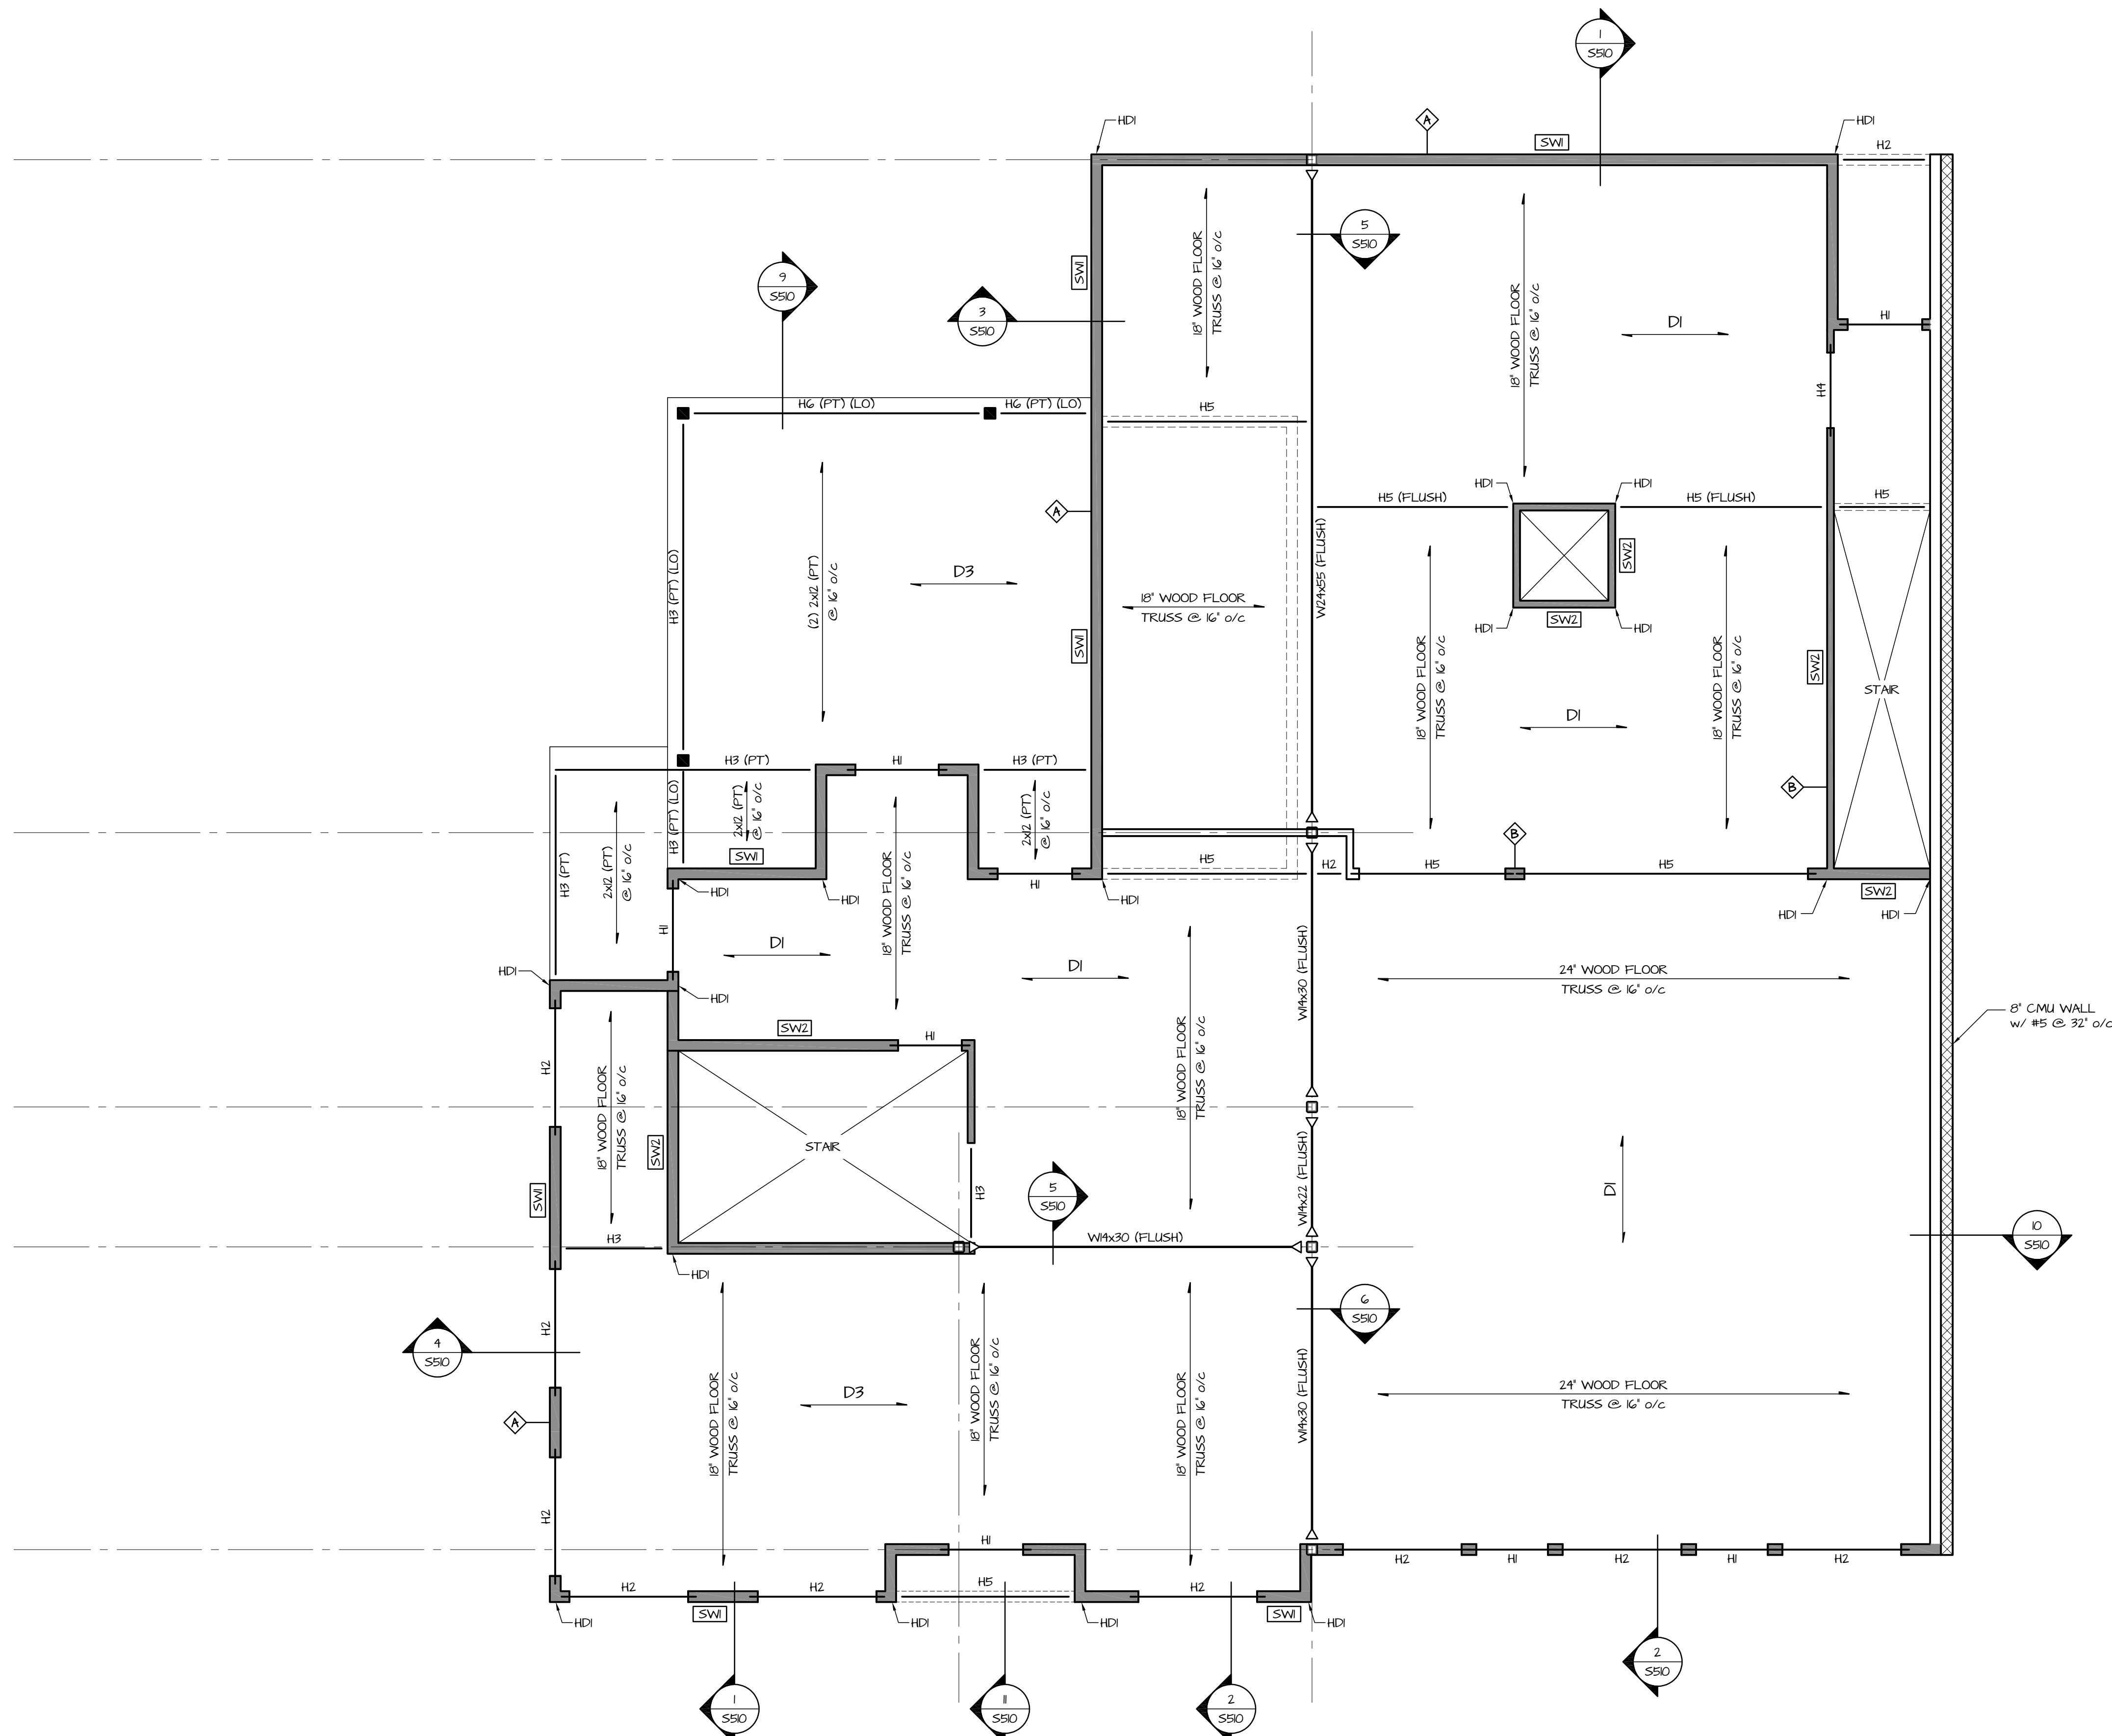 1
S510
A
HD1
SW1
HD1
H2
5
S510
18" WOOD FLOOR
TRUSS @ 16" o/c
SW1
9
S510
3
S510
18" WOOD FLOOR
TRUSS @ 16" o/c
D1
H1
H4
H6 (PT) (LO)
H6 (PT) (LO)
H5
HD1
HD1
H5 (FLUSH)
H5 (FLUSH)
H5
A
W24x55 (FLUSH)
SW2
H3 (PT) (LO)
(2) 2x12 (PT)
@ 16" o/c
D3
18" WOOD FLOOR
TRUSS @ 16" o/c
SW1
HD1
SW2
HD1
18" WOOD FLOOR
TRUSS @ 16" o/c
18" WOOD FLOOR
TRUSS @ 16" o/c
SW2
STAIR
D1
H3 (PT)
H1
H3 (PT)
B
2x12 (PT)
@ 16" o/c
H3 (PT) (LO)
2x12 (PT)
@ 16" o/c
2x12 (PT)
@ 16" o/c
B
SW1
H5
H2
H5
H5
H3 (PT)
HD1
HD1
18" WOOD FLOOR
TRUSS @ 16" o/c
H1
HD1
SW2
HD1
HD1
H1
D1
D1
W14x30 (FLUSH)
24" WOOD FLOOR
TRUSS @ 16" o/c
HD1
HD1
8" CMU WALL
w/ #5 @ 32" o/c
SW2
H1
H2
18" WOOD FLOOR
TRUSS @ 16" o/c
18" WOOD FLOOR
TRUSS @ 16" o/c
SW1
SW2
STAIR
H3
5
S510
W14x22 (FLUSH)
D1
H3
W14x30 (FLUSH)
10
S510
HD1
H2
6
S510
4
S510
18" WOOD FLOOR
TRUSS @ 16" o/c
D3
18" WOOD FLOOR
TRUSS @ 16" o/c
18" WOOD FLOOR
TRUSS @ 16" o/c
W14x30 (FLUSH)
24" WOOD FLOOR
TRUSS @ 16" o/c
A
H2
H1
H2
H1
H2
H1
H2
H2
H2
H5
H2
HD1
SW1
HD1
HD1
SW1
HD1
2
S510
1
S510
11
S510
2
S510